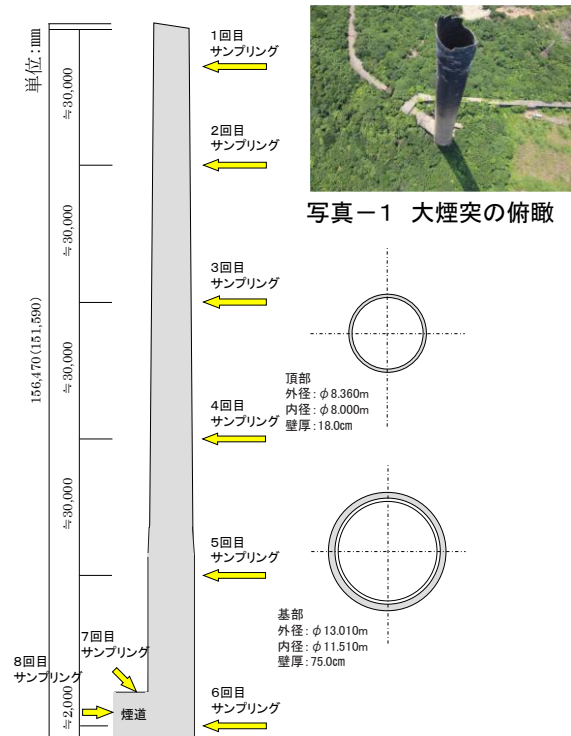 単位:mm
≒30,000
≒30,000
≒30,000
≒30,000
≒2,000
156,470(151,590)
1回目
サンプリング
2回目
サンプリング
3回目
サンプリング
4回目
サンプリング
5回目
サンプリング
6回目
サンプリング
7回目
サンプリング
8回目
サンプリング
煙道
写真-1 大煙突の俯瞰
頂部
外径:φ8.360m
内径:φ8.000m
壁厚:18.0cm
基部
外径:φ13.010m
内径:φ11.510m
壁厚:75.0cm